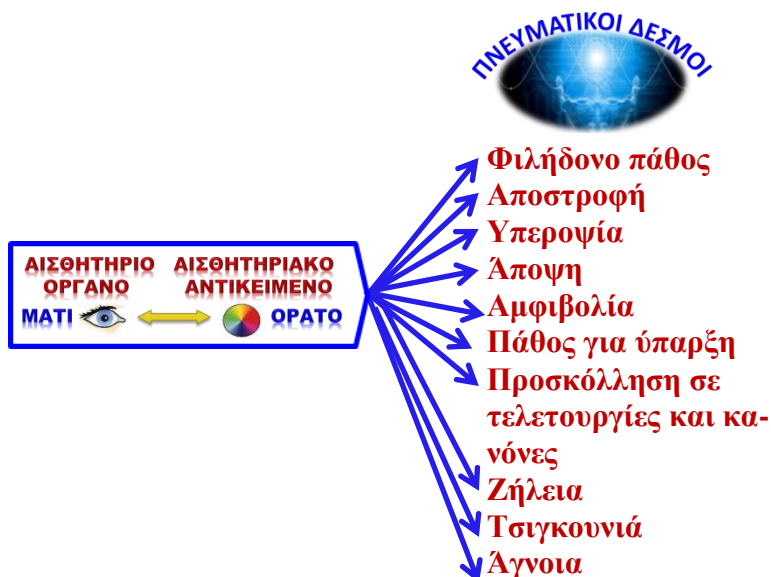 ΠΝΕΥΜΑΤΙΚΟΙ ΔΕΣΜΟΙ
Φιλήδονο πάθος
Αποστροφή
Υπεροψία
Άποψη
Αμφιβολία
Πάθος για ύπαρξη
Προσκόλληση σε
τελετουργίες και κα-
νόνες
Ζήλεια
Τσιγκουνιά
Άγνοια
ΑΙΣΘΗΤΗΡΙΟ ΑΙΣΘΗΤΗΡΙΑΚΟ
ΟΡΓΑΝΟ ΑΝΤΙΚΕΙΜΕΝΟ
ΜΑΤΙ ΟΡΑΤΟ